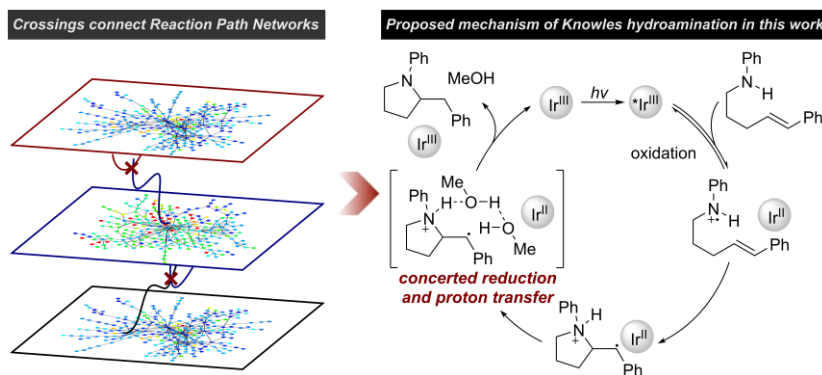 Crossings connect Reaction Path Networks
Proposed mechanism of Knowles hydroamination in this work
Ph
N
Ph
MeOH
Ir^III
Ir^III
hv
*Ir^III
Ph
N
H
Ph
oxidation
Ph
N
H
+
Me
O
H
H
O
Me
Ph
Ir^II
concerted reduction
and proton transfer
Ph
N
H
+•
Ph
Ir^II
Ph
H
N
+
Ph
Ir^II